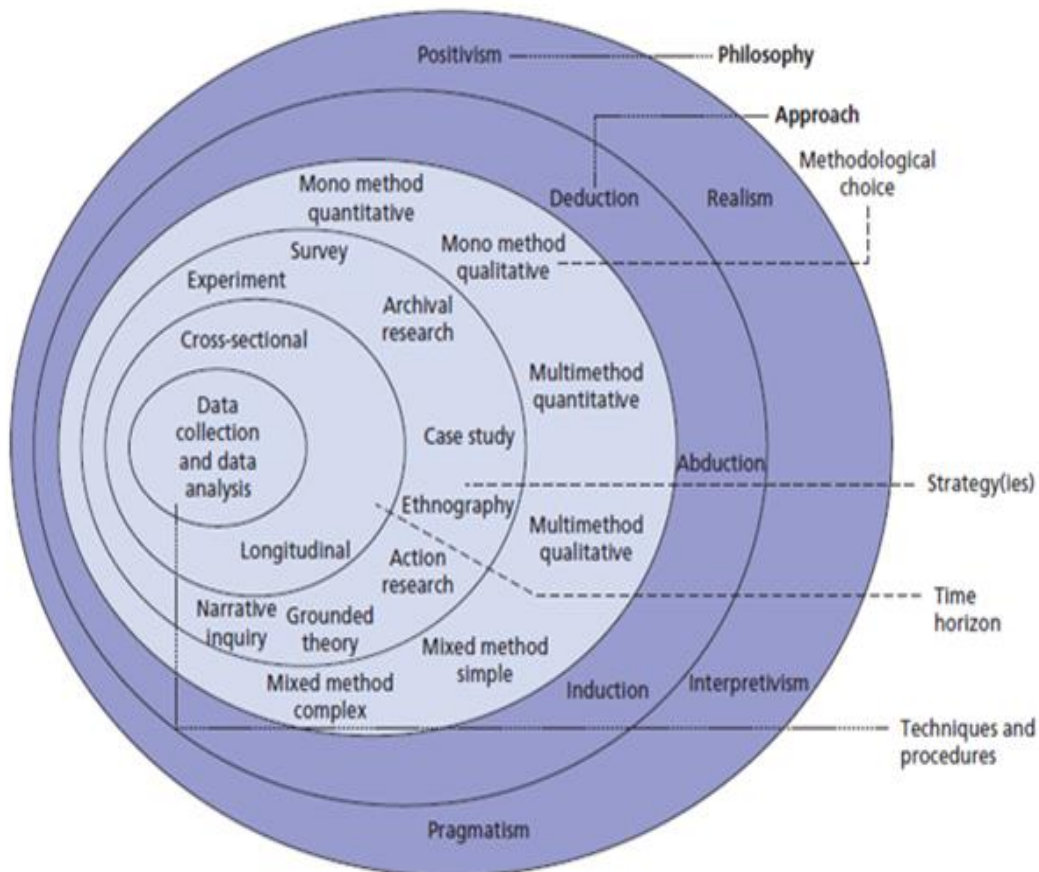 Positivism
Philosophy
Approach
Methodological
choice
Deduction
Realism
Mono method
quantitative
Mono method
qualitative
Survey
Experiment
Archival
research
Cross-sectional
Multimethod
quantitative
Data
collection
and data
analysis
Case study
Abduction
Strategy(ies)
Ethnography
Multimethod
qualitative
Longitudinal
Action
research
Time
horizon
Narrative
inquiry
Grounded
theory
Mixed method
simple
Mixed method
complex
Induction
Interpretivism
Techniques and
procedures
Pragmatism